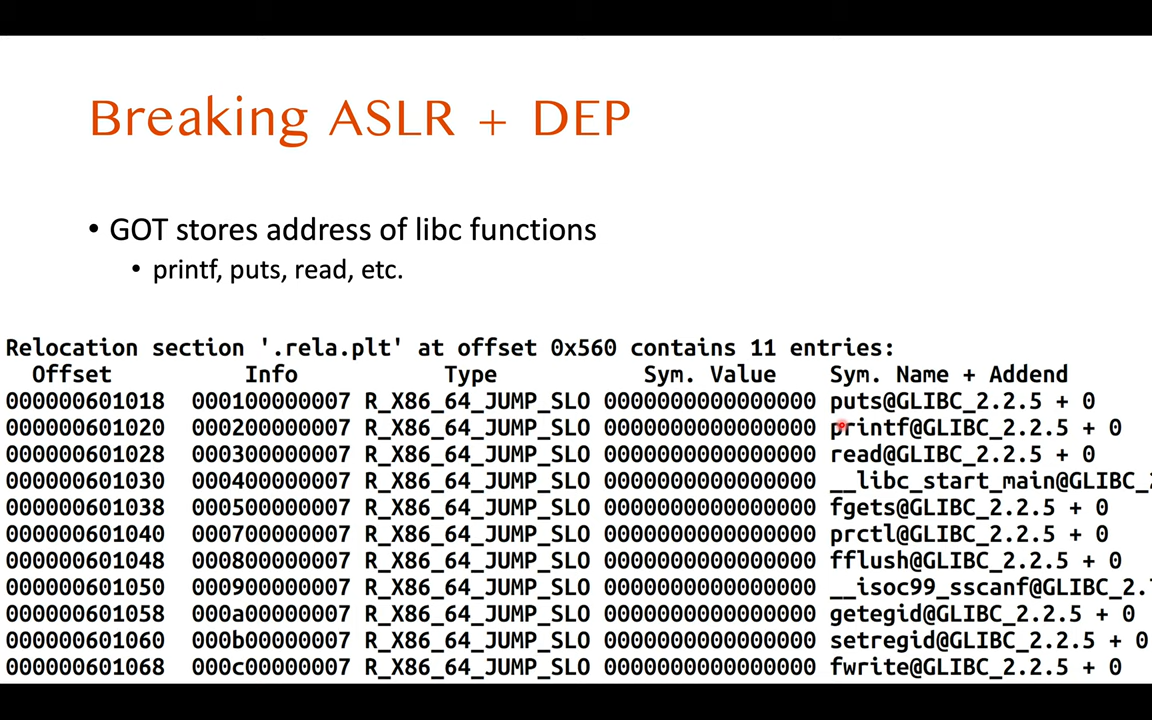 Breaking ASLR + DEP
• GOT stores address of libc functions
• printf, puts, read, etc.
Relocation section '.rela.plt' at offset 0x560 contains 11 entries:
Offset Info Type Sym. Value Sym. Name + Addend
000000601018 000100000007 R_X86_64_JUMP_SLO 0000000000000000 puts@GLIBC_2.2.5 + 0
000000601020 000200000007 R_X86_64_JUMP_SLO 0000000000000000 printf@GLIBC_2.2.5 + 0
000000601028 000300000007 R_X86_64_JUMP_SLO 0000000000000000 read@GLIBC_2.2.5 + 0
000000601030 000400000007 R_X86_64_JUMP_SLO 0000000000000000 __libc_start_main@GLIBC_2
000000601038 000500000007 R_X86_64_JUMP_SLO 0000000000000000 fgets@GLIBC_2.2.5 + 0
000000601040 000700000007 R_X86_64_JUMP_SLO 0000000000000000 prctl@GLIBC_2.2.5 + 0
000000601048 000800000007 R_X86_64_JUMP_SLO 0000000000000000 fflush@GLIBC_2.2.5 + 0
000000601050 000900000007 R_X86_64_JUMP_SLO 0000000000000000 __isoc99_sscanf@GLIBC_2.
000000601058 000a00000007 R_X86_64_JUMP_SLO 0000000000000000 getegid@GLIBC_2.2.5 + 0
000000601060 000b00000007 R_X86_64_JUMP_SLO 0000000000000000 setregid@GLIBC_2.2.5 + 0
000000601068 000c00000007 R_X86_64_JUMP_SLO 0000000000000000 fwrite@GLIBC_2.2.5 + 0